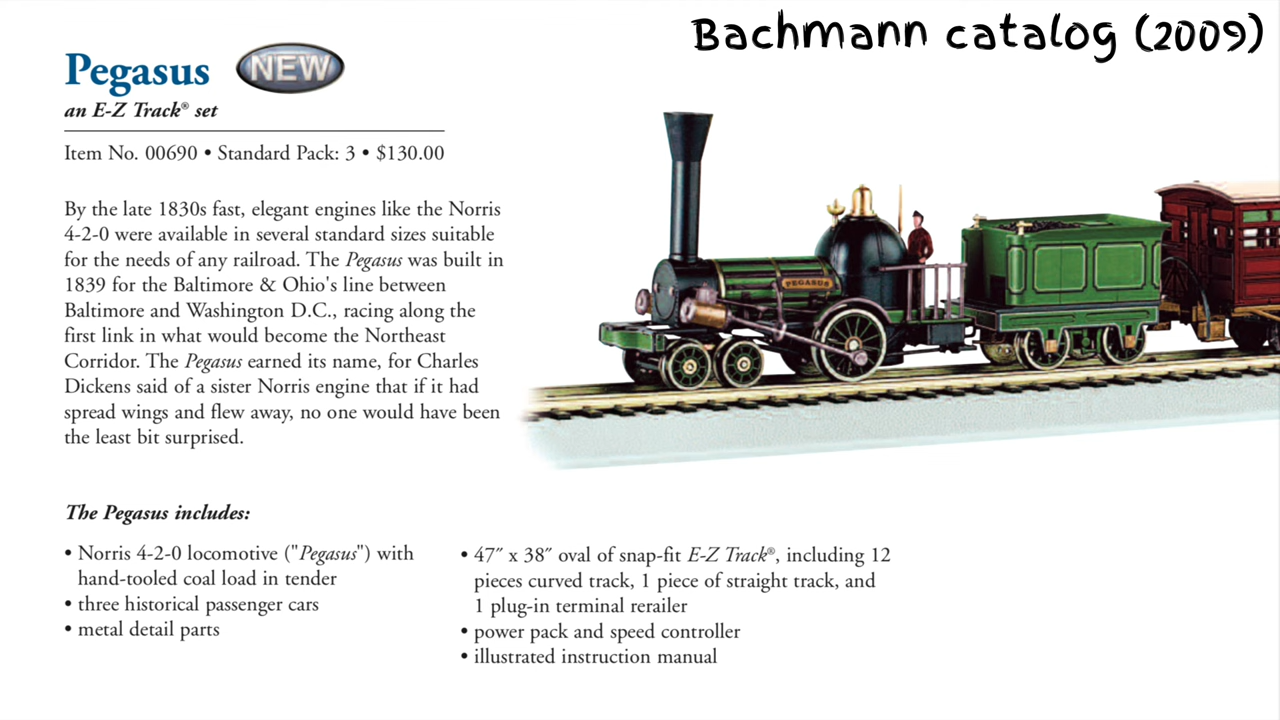 Bachmann catalog (2009)
Pegasus NEW
an E-Z Track® set
Item No. 00690 • Standard Pack: 3 • $130.00
By the late 1830s fast, elegant engines like the Norris
4-2-0 were available in several standard sizes suitable
for the needs of any railroad. The Pegasus was built in
1839 for the Baltimore & Ohio's line between
Baltimore and Washington D.C., racing along the
first link in what would become the Northeast
Corridor. The Pegasus earned its name, for Charles
Dickens said of a sister Norris engine that if it had
spread wings and flew away, no one would have been
the least bit surprised.
PEGASUS
The Pegasus includes:
• Norris 4-2-0 locomotive ("Pegasus") with
hand-tooled coal load in tender
• three historical passenger cars
• metal detail parts
• 47″ x 38″ oval of snap-fit E-Z Track®, including 12
pieces curved track, 1 piece of straight track, and
1 plug-in terminal rerailer
• power pack and speed controller
• illustrated instruction manual